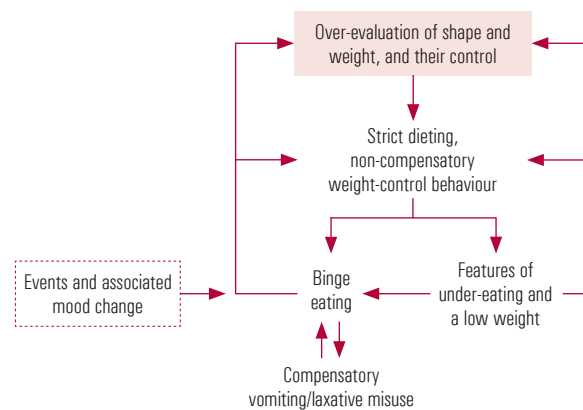 Over-evaluation of shape and
weight, and their control
Strict dieting,
non-compensatory
weight-control behaviour
Events and associated
mood change
Binge
eating
Features of
under-eating and
a low weight
Compensatory
vomiting/laxative misuse